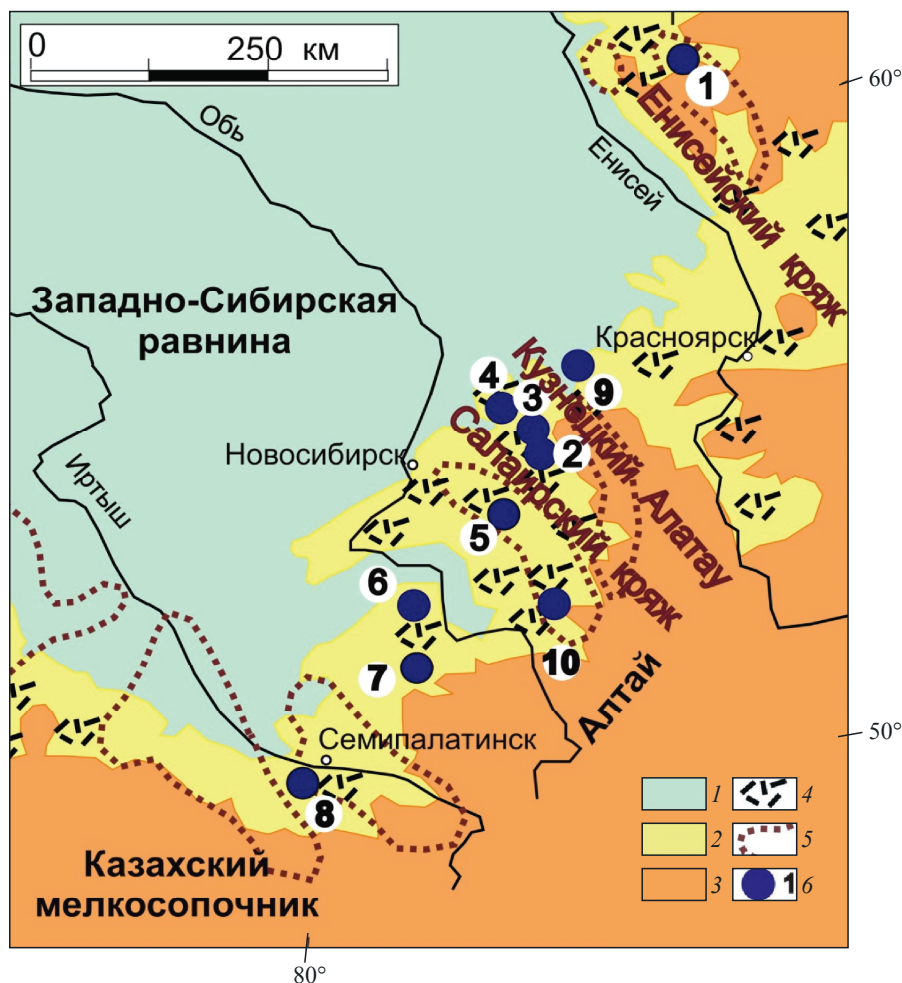 0 250 км
60°
1
Обь
Енисей
Енисейский кряж
Западно-Сибирская
равнина
Красноярск
Кузнецкий Алатау
4
3
9
Салаирский кряж
2
Новосибирск
Иртыш
5
6
10
7
Алтай
50°
Семипалатинск
8
1 4
2 5
3 1 6
Казахский
мелкосопочник
80°